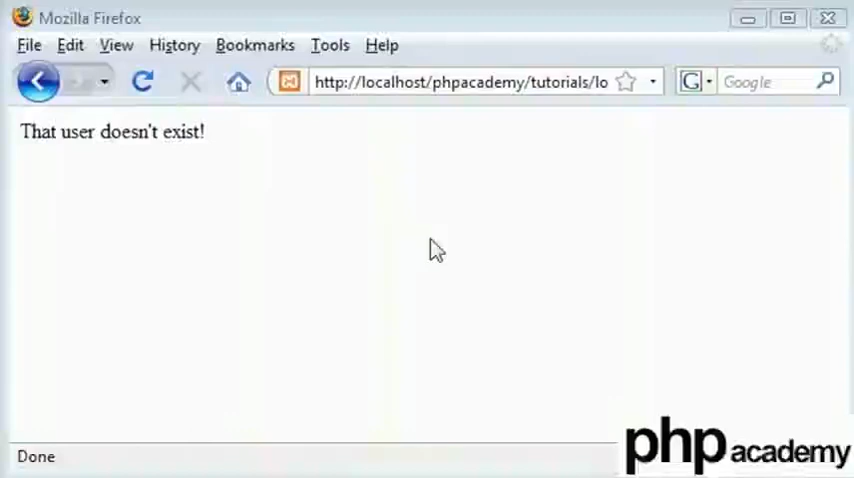 Mozilla Firefox
File Edit View History Bookmarks Tools Help
http://localhost/phpacademy/tutorials/lo G Google
That user doesn't exist!
Done
php academy